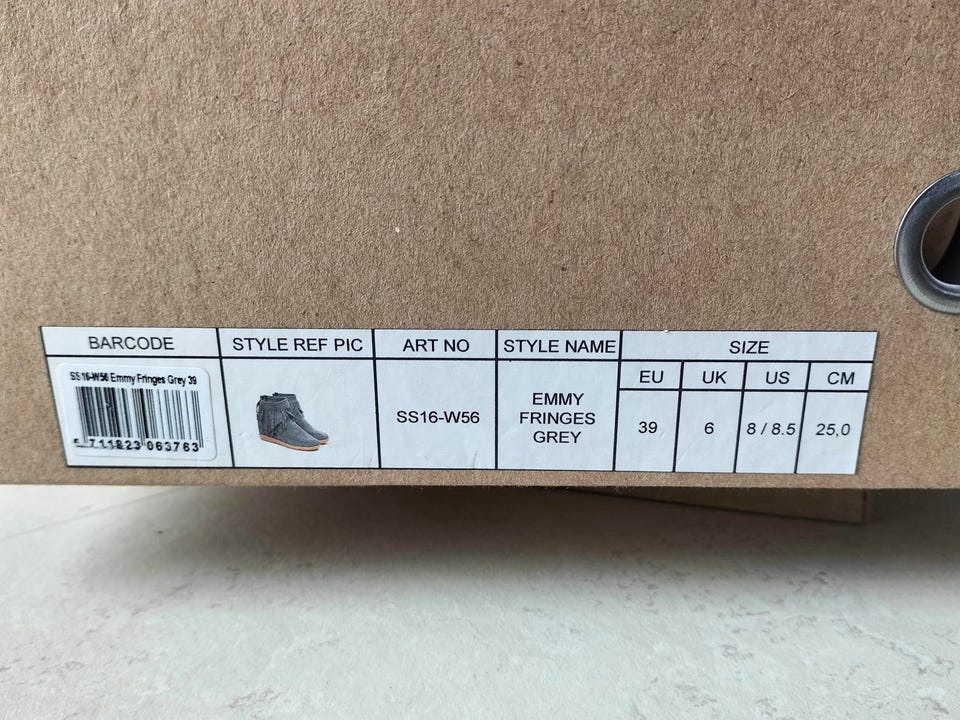 BARCODE STYLE REF PIC ART NO STYLE NAME SIZE
EU UK US CM
SS16-W56 Emmy Fringes Grey 39
5 711823 063763
SS16-W56
EMMY
FRINGES
GREY
39 6 8 / 8.5 25,0